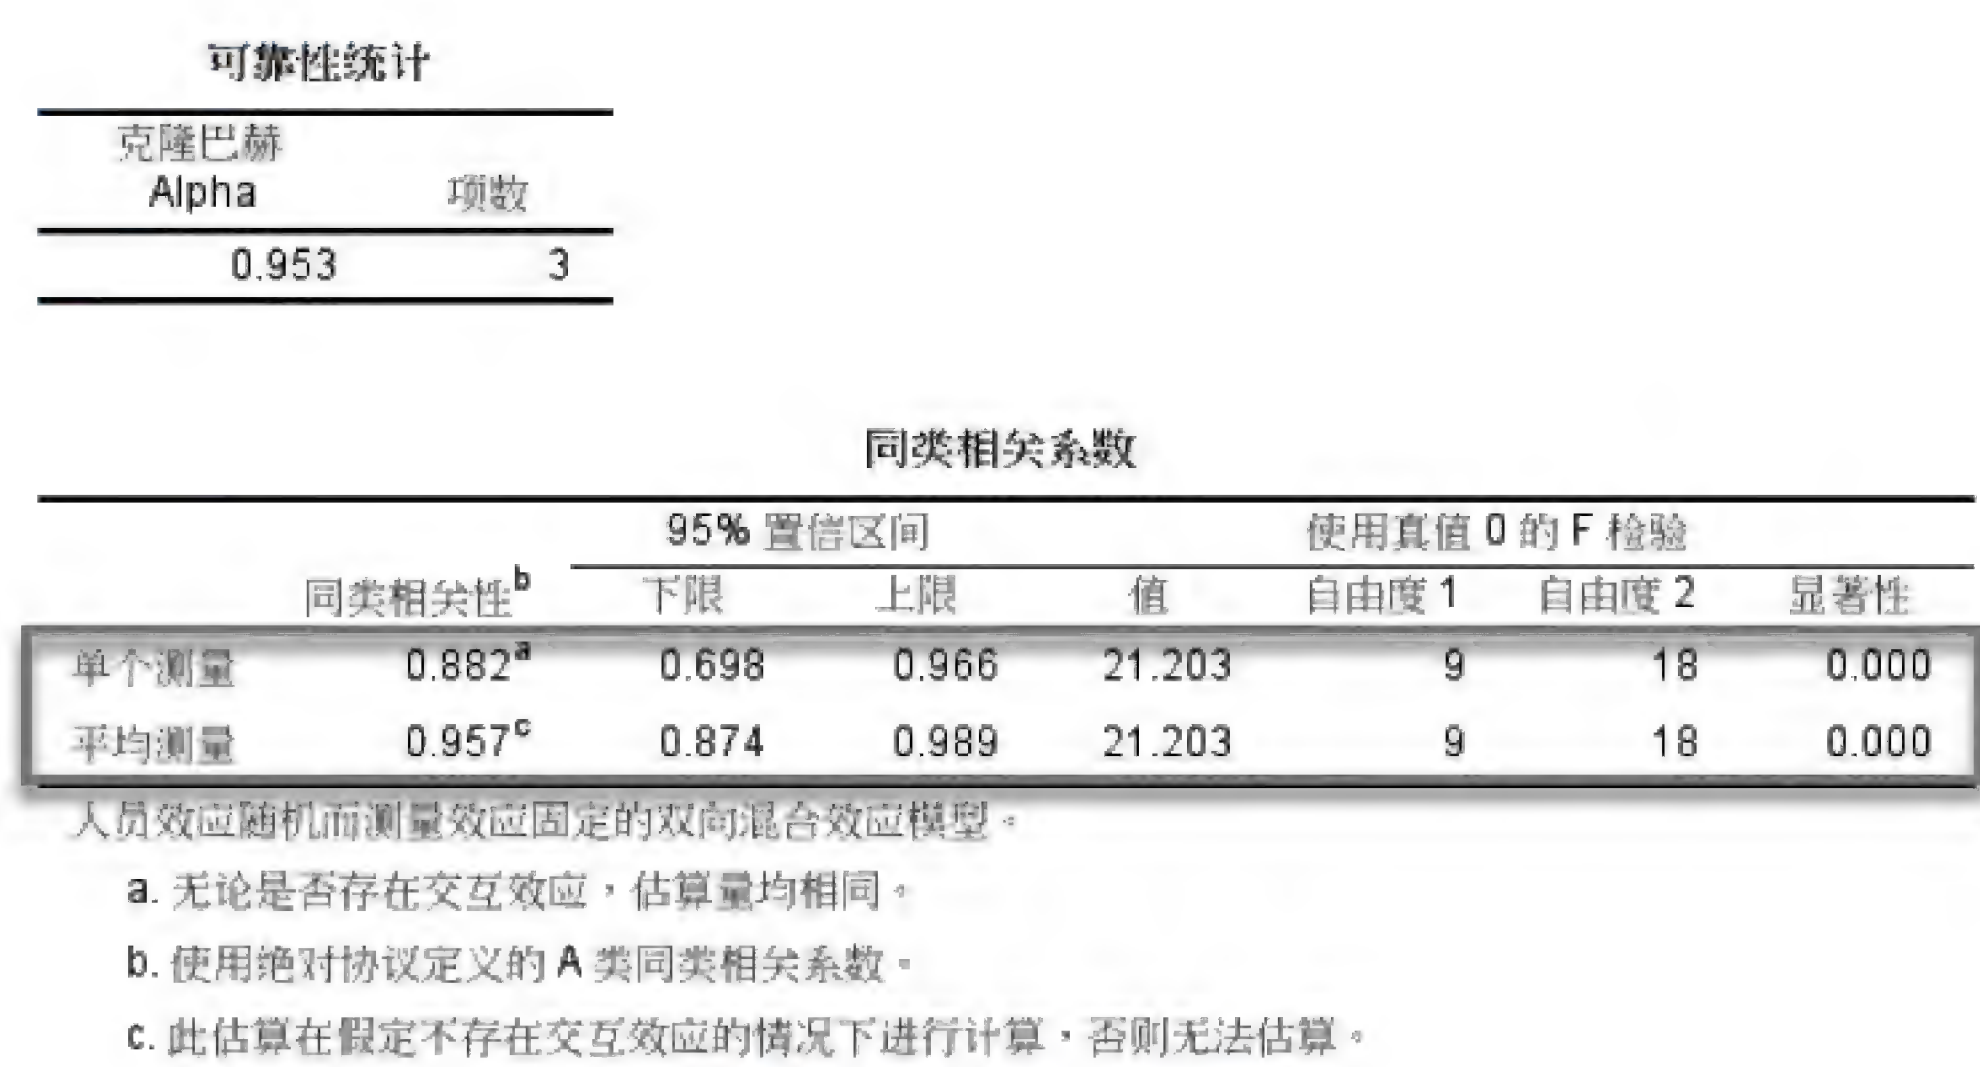 可靠性统计
克隆巴赫
Alpha 项数
0.953 3
同类相关系数
95% 置信区间 使用真值 0 的 F 检验
同类相关性b 下限 上限 值 自由度 1 自由度 2 显著性
单个测量 0.882a 0.698 0.966 21.203 9 18 0.000
平均测量 0.957c 0.874 0.989 21.203 9 18 0.000
人员效应随机而测量效应固定的双向混合效应模型。
a. 无论是否存在交互效应，估算量均相同。
b. 使用绝对协议定义的 A 类同类相关系数。
c. 此估算在假定不存在交互效应的情况下进行计算，否则无法估算。